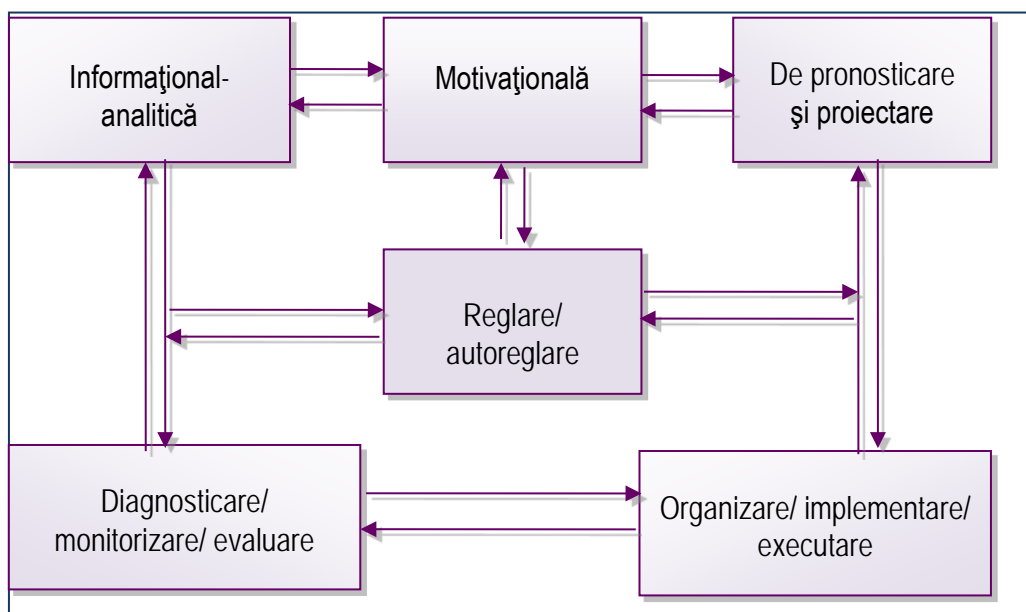 Informaţional-
analitică
Motivaţională
De pronosticare
şi proiectare
Reglare/
autoreglare
Diagnosticare/
monitorizare/ evaluare
Organizare/ implementare/
executare